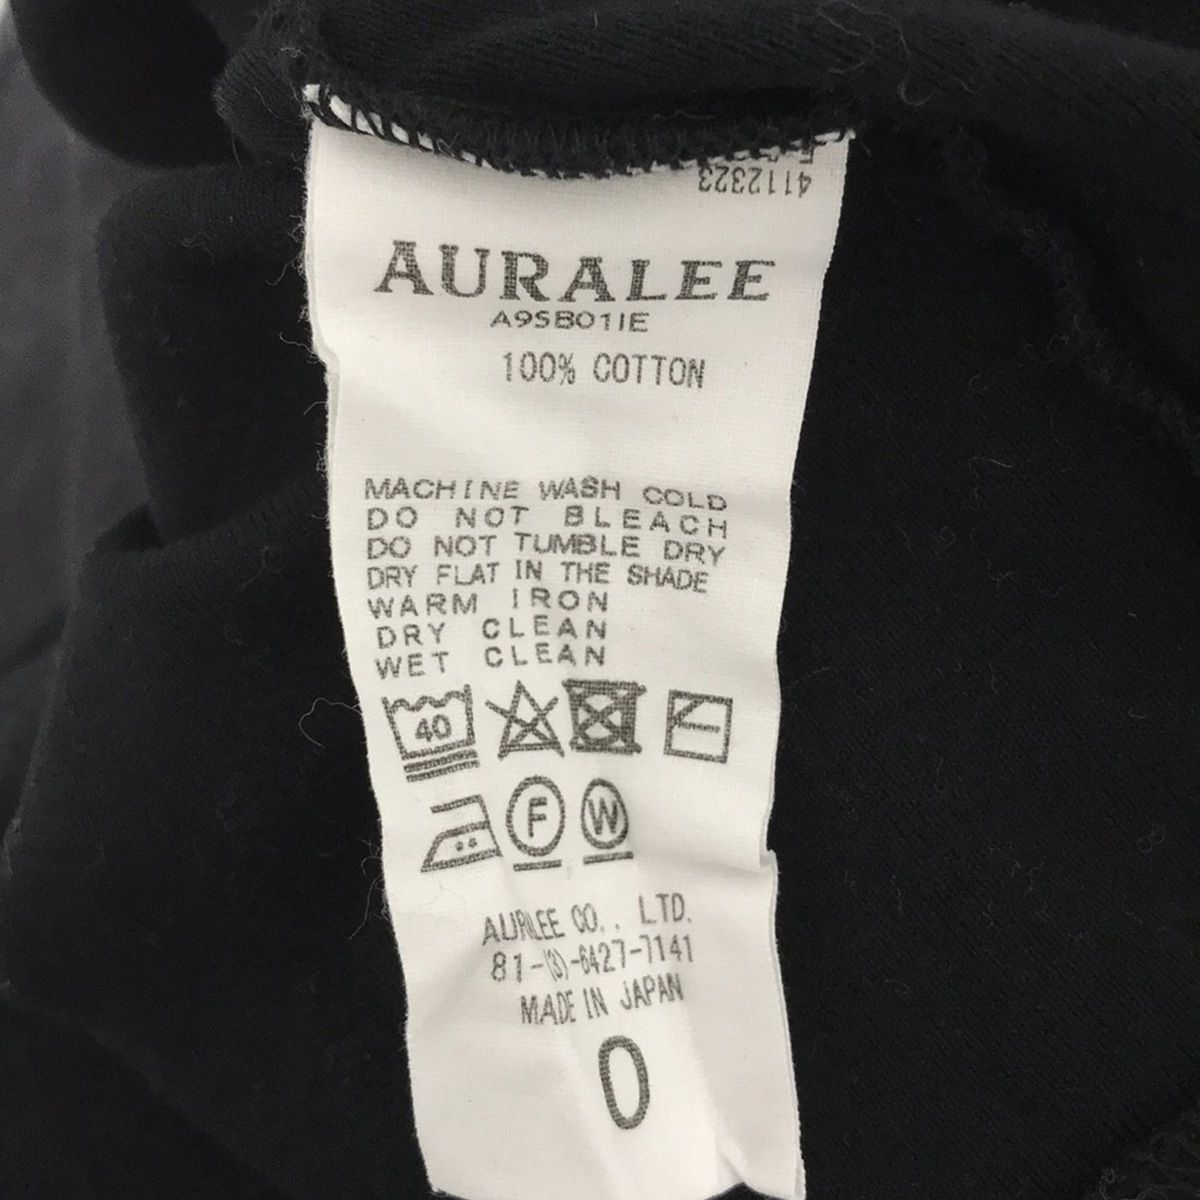 4112323
AURALEE
A9SB01IE
100% COTTON
MACHINE WASH COLD
DO NOT BLEACH
DO NOT TUMBLE DRY
DRY FLAT IN THE SHADE
WARM IRON
DRY CLEAN
WET CLEAN
40
F W
AURALEE CO., LTD.
81-(3)-6427-7141
MADE IN JAPAN
0